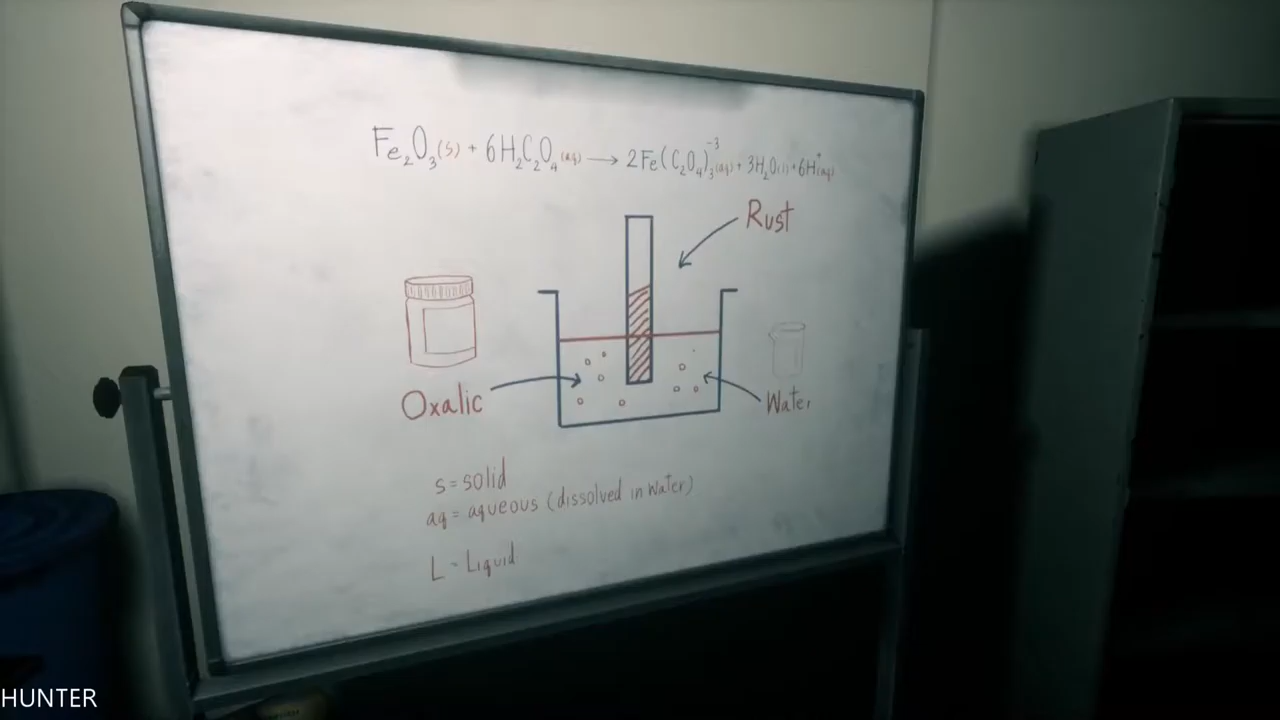 Fe₂O₃(s) + 6H₂C₂O₄(aq) → 2Fe(C₂O₄)₃⁻³(aq) + 3H₂O(l) + 6H⁺(aq)
Rust
Oxalic
Water
s = solid
aq = aqueous (dissolved in water)
L - Liquid
HUNTER